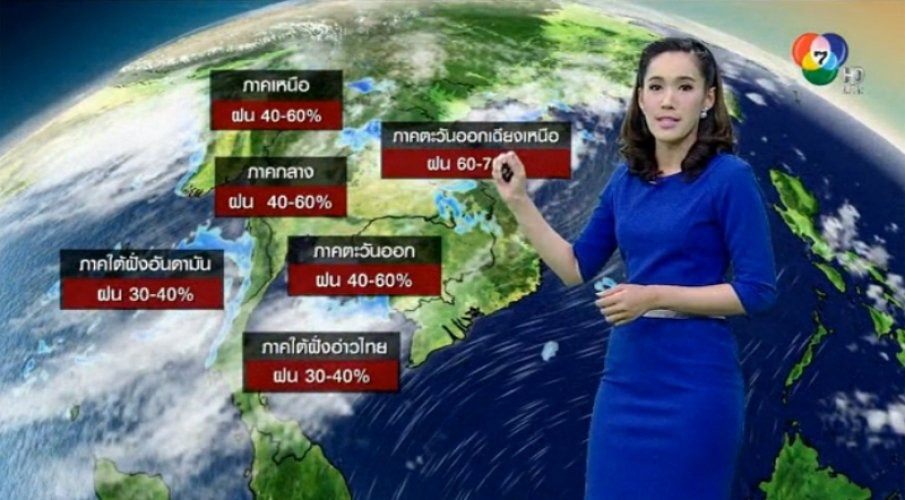 7
HD
ภาคเหนือ
ฝน 40-60%
ภาคตะวันออกเฉียงเหนือ
ฝน 60-7
ภาคกลาง
ฝน 40-60%
ภาคตะวันออก
ฝน 40-60%
ภาคใต้ฝั่งอันดามัน
ฝน 30-40%
ภาคใต้ฝั่งอ่าวไทย
ฝน 30-40%